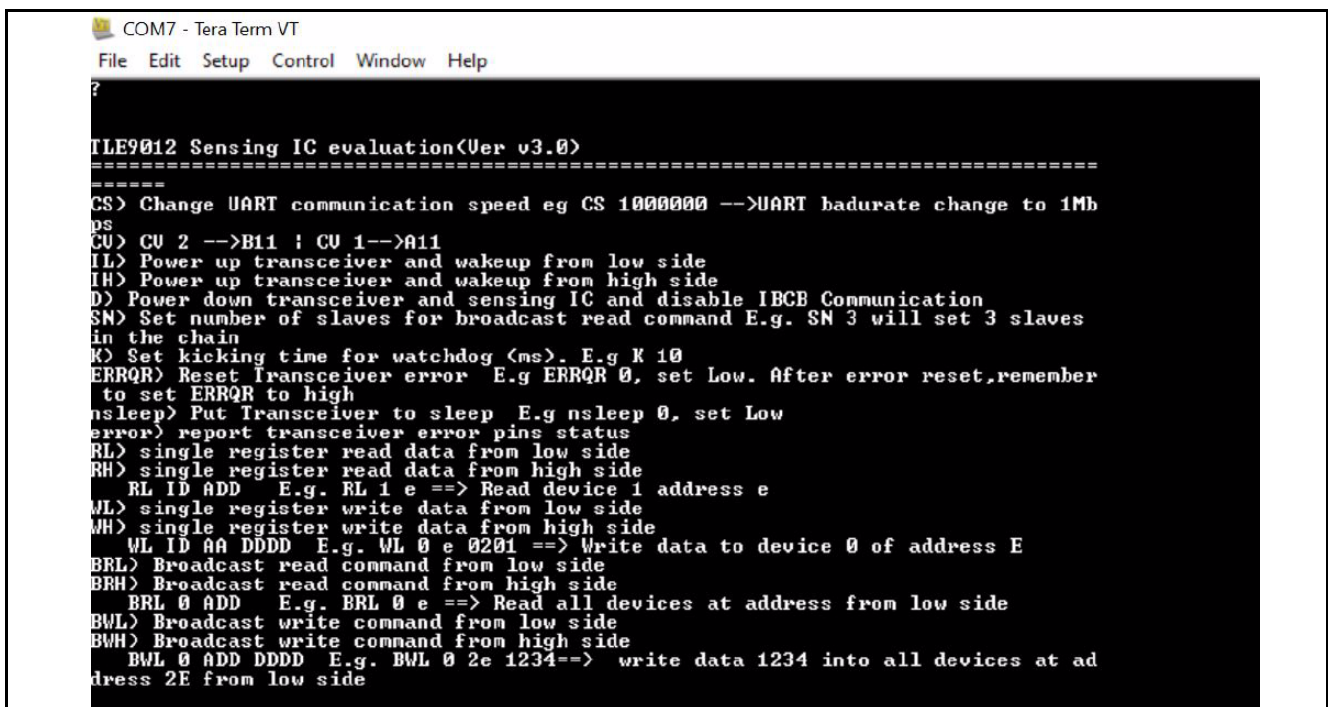 COM7 - Tera Term VT
File Edit Setup Control Window Help
?
TLE9012 Sensing IC evaluation(Ver v3.0)
===============================================================================
======
CS) Change UART communication speed eg CS 1000000 -->UART badurate change to 1Mb
ps
CV) CV 2 -->B11 | CV 1-->A11
IL) Power up transceiver and wakeup from low side
IH) Power up transceiver and wakeup from high side
D) Power down transceiver and sensing IC and disable IBCB Communication
SN) Set number of slaves for broadcast read command E.g. SN 3 will set 3 slaves
in the chain
K) Set kicking time for watchdog (ms). E.g K 10
ERRQR) Reset Transceiver error  E.g ERRQR 0, set Low. After error reset,remember
 to set ERRQR to high
nsleep) Put Transceiver to sleep  E.g nsleep 0, set Low
error) report transceiver error pins status
RL) single register read data from low side
RH) single register read data from high side
   RL ID ADD   E.g. RL 1 e ==> Read device 1 address e
WL) single register write data from low side
WH) single register write data from high side
   WL ID AA DDDD  E.g. WL 0 e 0201 ==> Write data to device 0 of address E
BRL) Broadcast read command from low side
BRH) Broadcast read command from high side
   BRL 0 ADD   E.g. BRL 0 e ==> Read all devices at address from low side
BWL) Broadcast write command from low side
BWH) Broadcast write command from high side
   BWL 0 ADD DDDD  E.g. BWL 0 2e 1234==>  write data 1234 into all devices at ad
dress 2E from low side